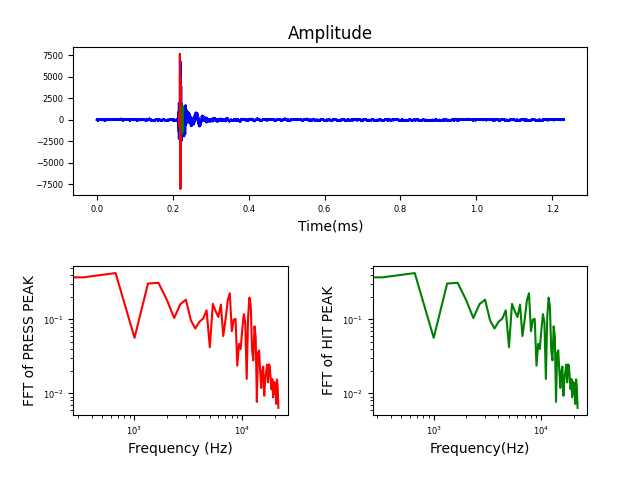 Amplitude
7500
5000
2500
0
−2500
−5000
−7500
0.0 0.2 0.4 0.6 0.8 1.0 1.2
Time(ms)
FFT of PRESS PEAK
10⁻¹
10⁻²
10³ 10⁴
Frequency (Hz)
FFT of HIT PEAK
10⁻¹
10⁻²
10³ 10⁴
Frequency(Hz)